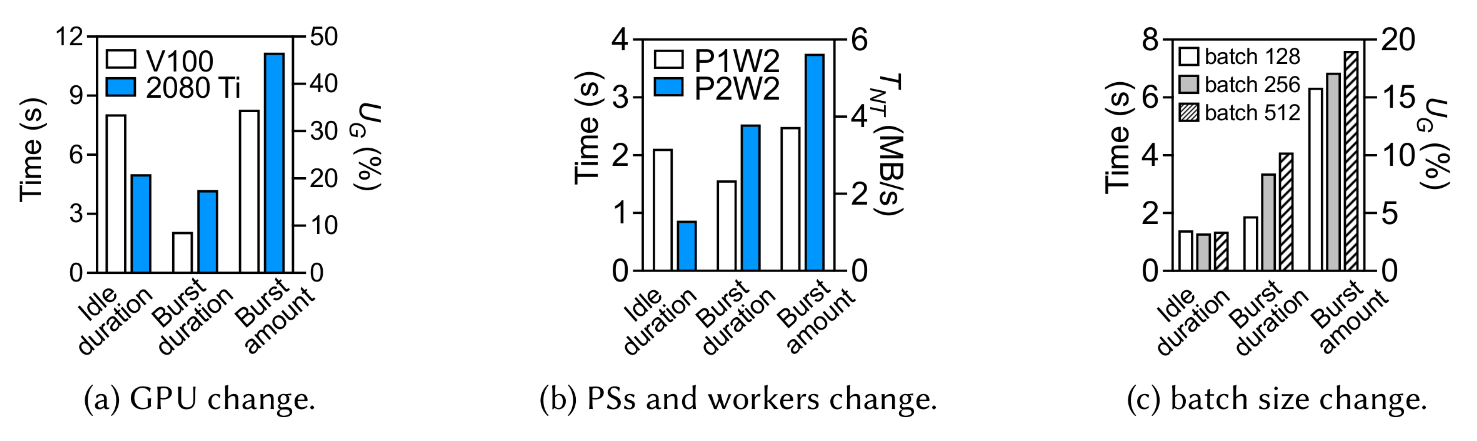 12
9
6
3
0
Time (s)
V100
2080 Ti
50
40
30
20
10
0
U_G (%)
Idle duration
Burst duration
Burst amount
(a) GPU change.
4
3
2
1
0
Time (s)
P1W2
P2W2
6
4
2
0
T_NT (MB/s)
Idle duration
Burst duration
Burst amount
(b) PSs and workers change.
8
6
4
2
0
Time (s)
batch 128
batch 256
batch 512
20
15
10
5
0
U_G (%)
Idle duration
Burst duration
Burst amount
(c) batch size change.